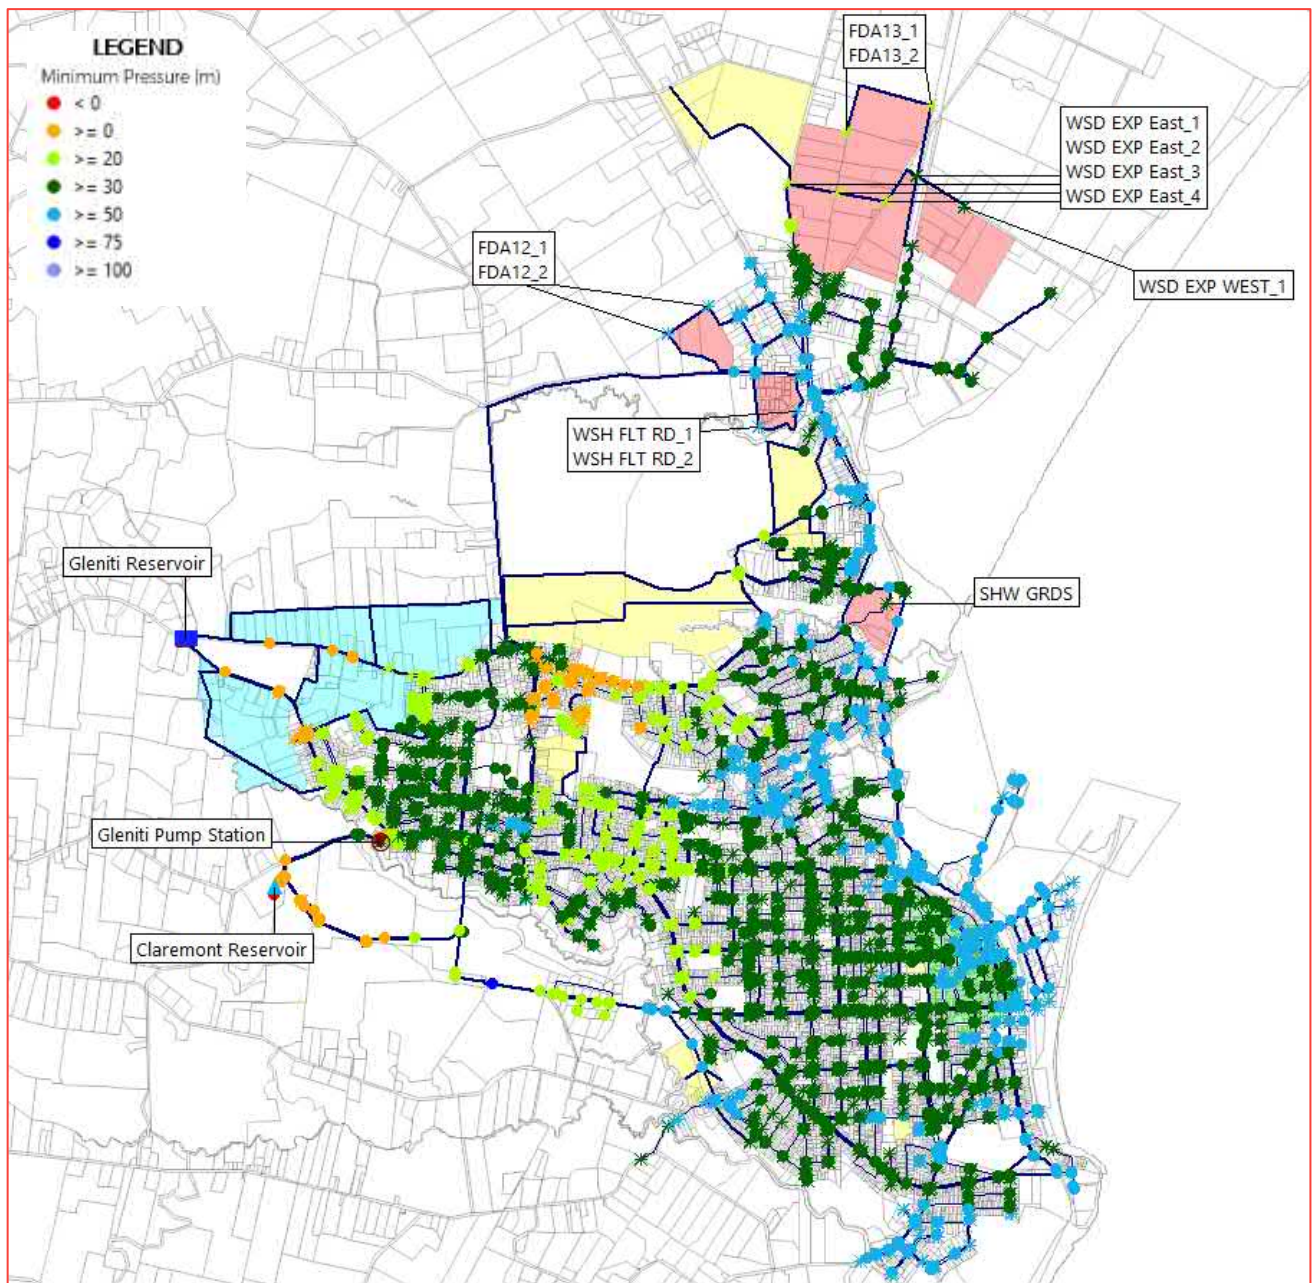 LEGEND
Minimum Pressure (m)
< 0
>= 0
>= 20
>= 30
>= 50
>= 75
>= 100
FDA13_1
FDA13_2
WSD EXP East_1
WSD EXP East_2
WSD EXP East_3
WSD EXP East_4
FDA12_1
FDA12_2
WSD EXP WEST_1
WSH FLT RD_1
WSH FLT RD_2
Gleniti Reservoir
SHW GRDS
Gleniti Pump Station
Claremont Reservoir